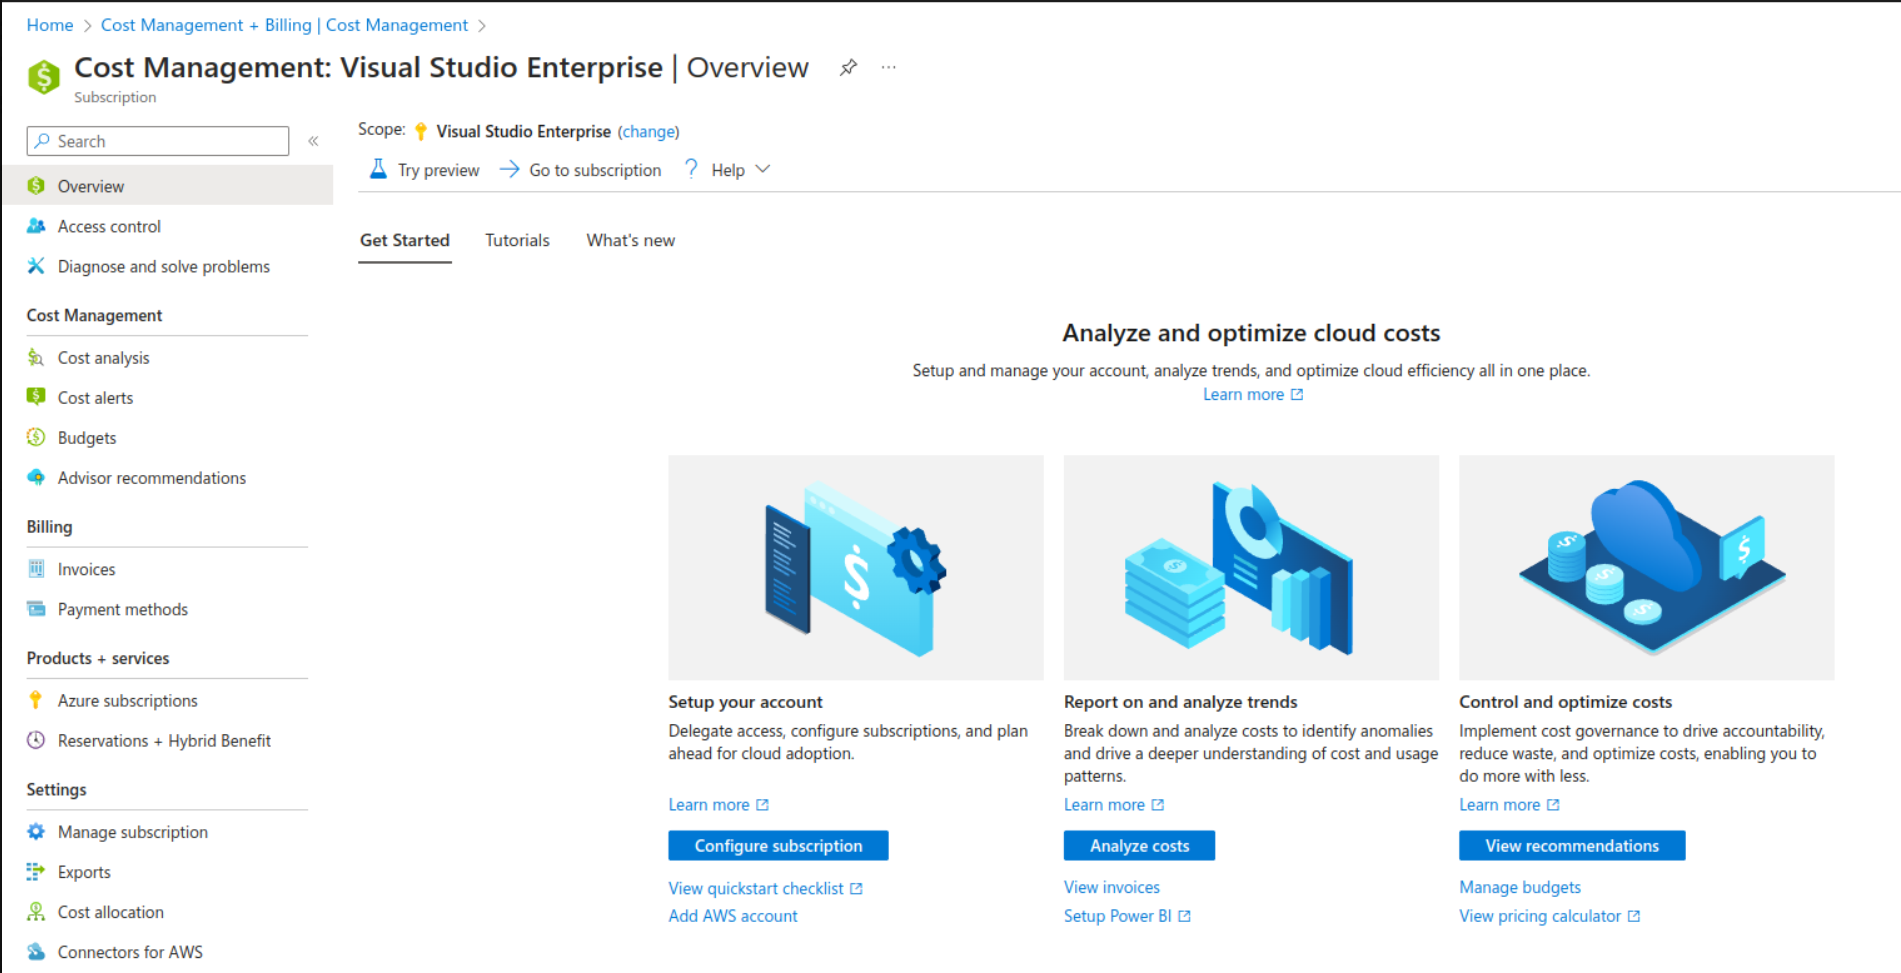 Home > Cost Management + Billing | Cost Management >
Cost Management: Visual Studio Enterprise | Overview
Subscription
Search
Overview
Access control
Diagnose and solve problems
Cost Management
Cost analysis
Cost alerts
Budgets
Advisor recommendations
Billing
Invoices
Payment methods
Products + services
Azure subscriptions
Reservations + Hybrid Benefit
Settings
Manage subscription
Exports
Cost allocation
Connectors for AWS
Scope: Visual Studio Enterprise (change)
Try preview Go to subscription ? Help
Get Started Tutorials What's new
Analyze and optimize cloud costs
Setup and manage your account, analyze trends, and optimize cloud efficiency all in one place.
Learn more
Setup your account
Delegate access, configure subscriptions, and plan
ahead for cloud adoption.
Learn more
Configure subscription
View quickstart checklist
Add AWS account
Report on and analyze trends
Break down and analyze costs to identify anomalies
and drive a deeper understanding of cost and usage
patterns.
Learn more
Analyze costs
View invoices
Setup Power BI
Control and optimize costs
Implement cost governance to drive accountability,
reduce waste, and optimize costs, enabling you to
do more with less.
Learn more
View recommendations
Manage budgets
View pricing calculator